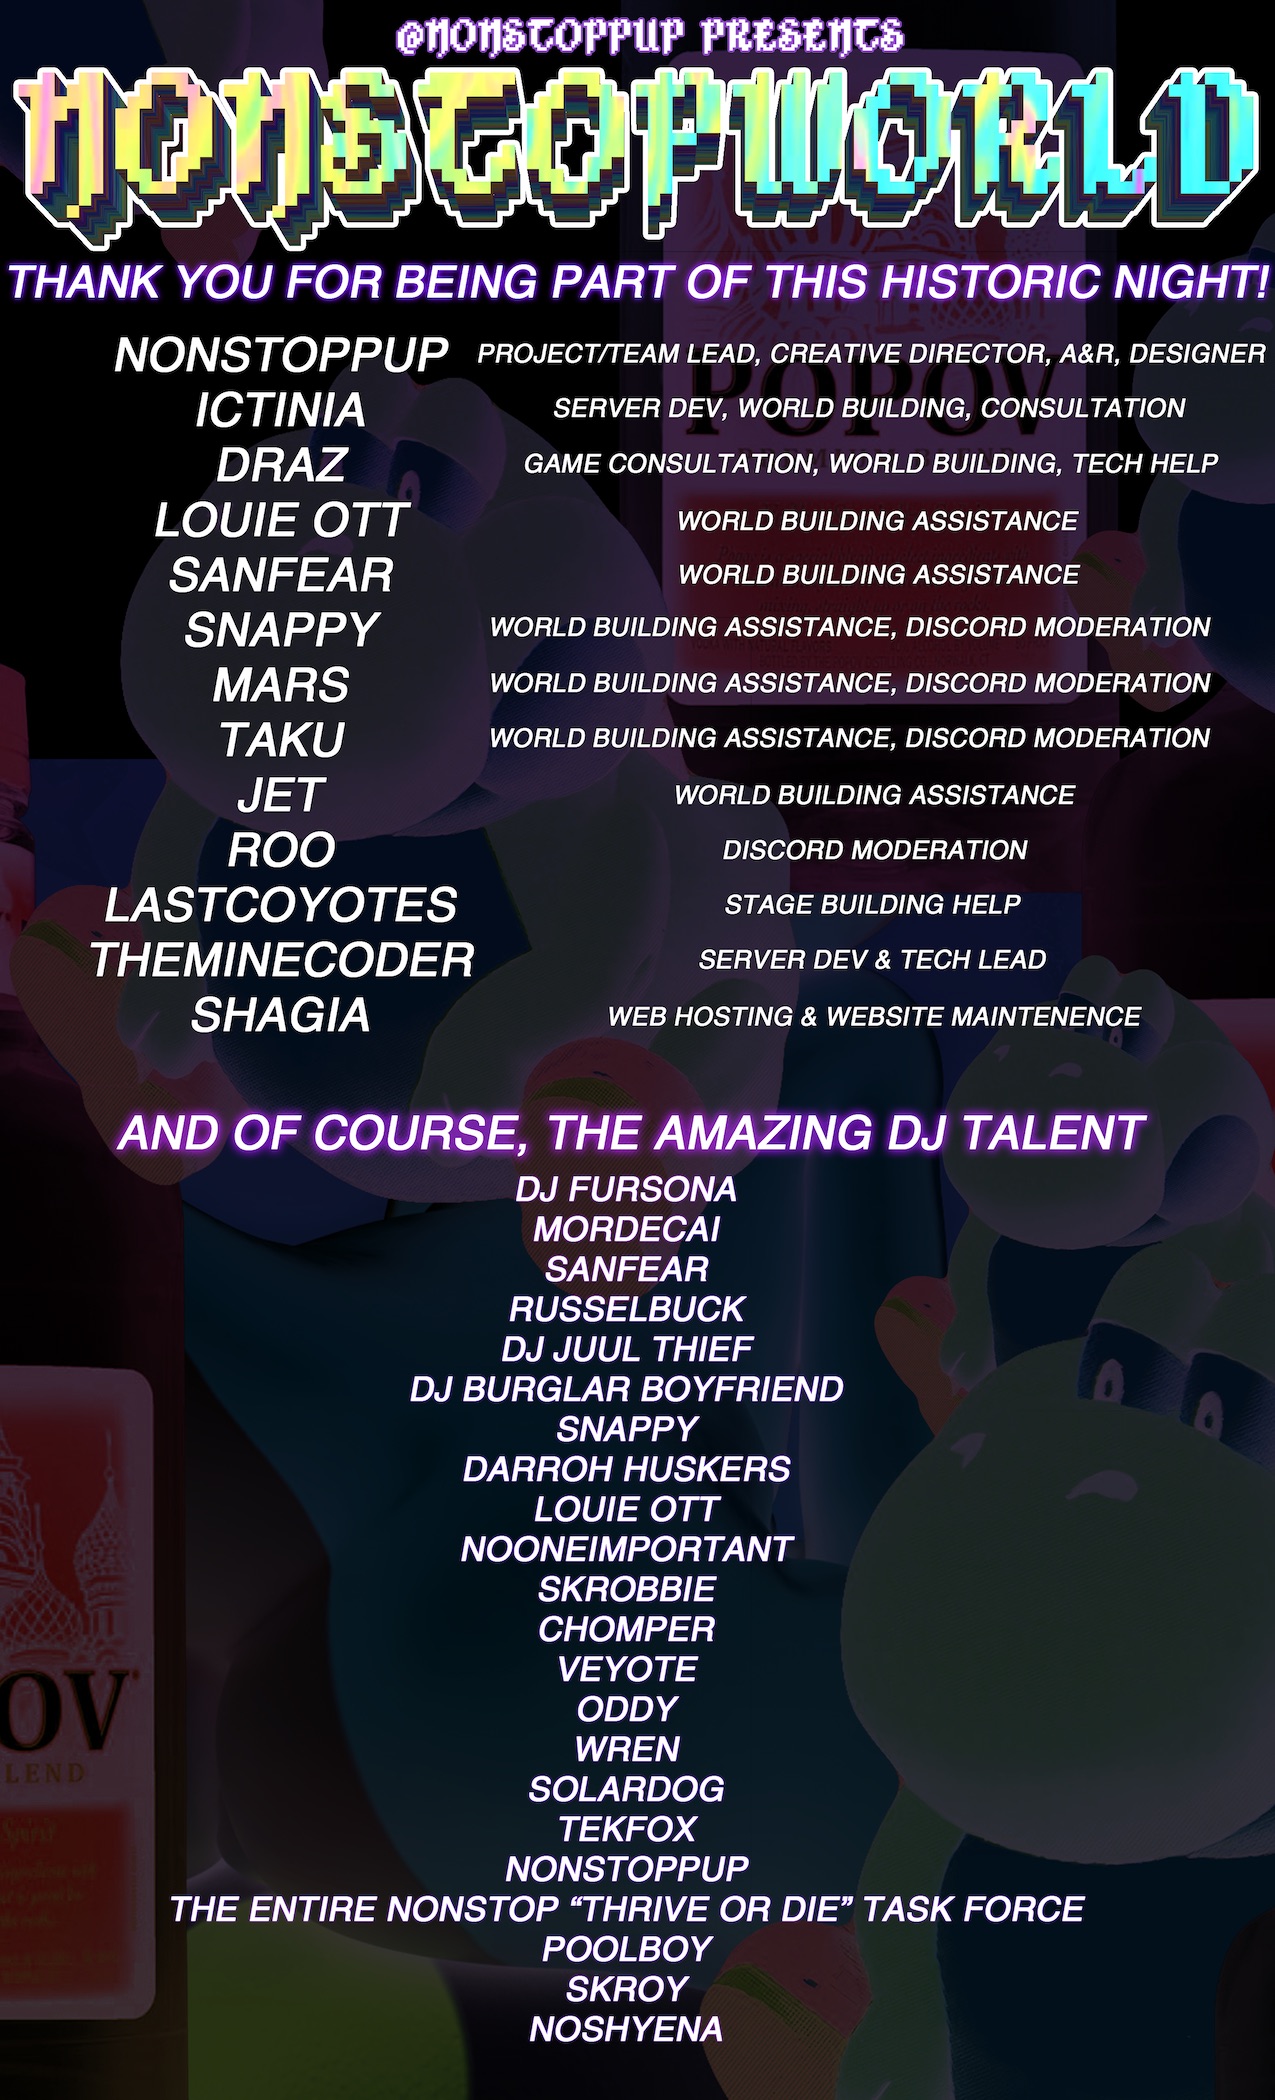 @NONSTOPPUP PRESENTS
NONSTOPWORLD
THANK YOU FOR BEING PART OF THIS HISTORIC NIGHT!
NONSTOPPUP PROJECT/TEAM LEAD, CREATIVE DIRECTOR, A&R, DESIGNER
ICTINIA SERVER DEV, WORLD BUILDING, CONSULTATION
DRAZ GAME CONSULTATION, WORLD BUILDING, TECH HELP
LOUIE OTT WORLD BUILDING ASSISTANCE
SANFEAR WORLD BUILDING ASSISTANCE
SNAPPY WORLD BUILDING ASSISTANCE, DISCORD MODERATION
MARS WORLD BUILDING ASSISTANCE, DISCORD MODERATION
TAKU WORLD BUILDING ASSISTANCE, DISCORD MODERATION
JET WORLD BUILDING ASSISTANCE
ROO DISCORD MODERATION
LASTCOYOTES STAGE BUILDING HELP
THEMINECODER SERVER DEV & TECH LEAD
SHAGIA WEB HOSTING & WEBSITE MAINTENENCE
AND OF COURSE, THE AMAZING DJ TALENT
DJ FURSONA
MORDECAI
SANFEAR
RUSSELBUCK
DJ JUUL THIEF
DJ BURGLAR BOYFRIEND
SNAPPY
DARROH HUSKERS
LOUIE OTT
NOONEIMPORTANT
SKROBBIE
CHOMPER
VEYOTE
ODDY
WREN
SOLARDOG
TEKFOX
NONSTOPPUP
THE ENTIRE NONSTOP “THRIVE OR DIE” TASK FORCE
POOLBOY
SKROY
NOSHYENA
POPOV
OV
LEND
Spirit